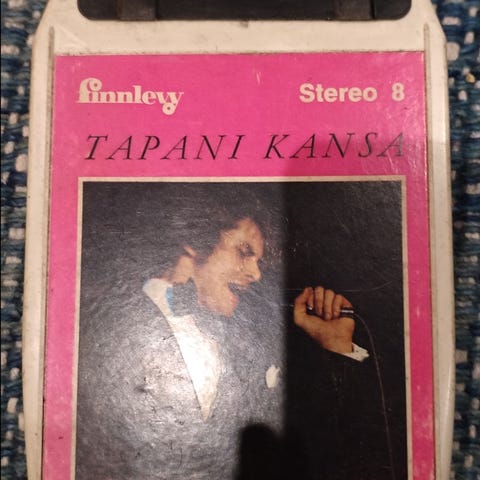 finnlevy
Stereo 8
TAPANI KANSA